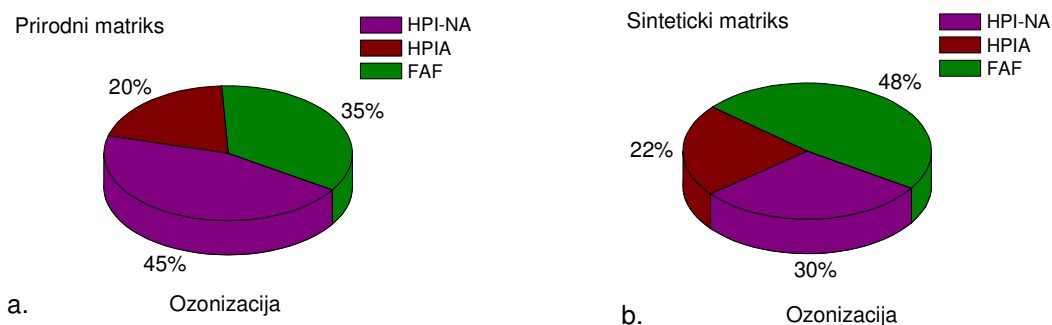 Prirodni matriks
HPI-NA
HPIA
FAF
20%
35%
45%
a.
Ozonizacija
Sinteticki matriks
HPI-NA
HPIA
FAF
48%
22%
30%
b.
Ozonizacija